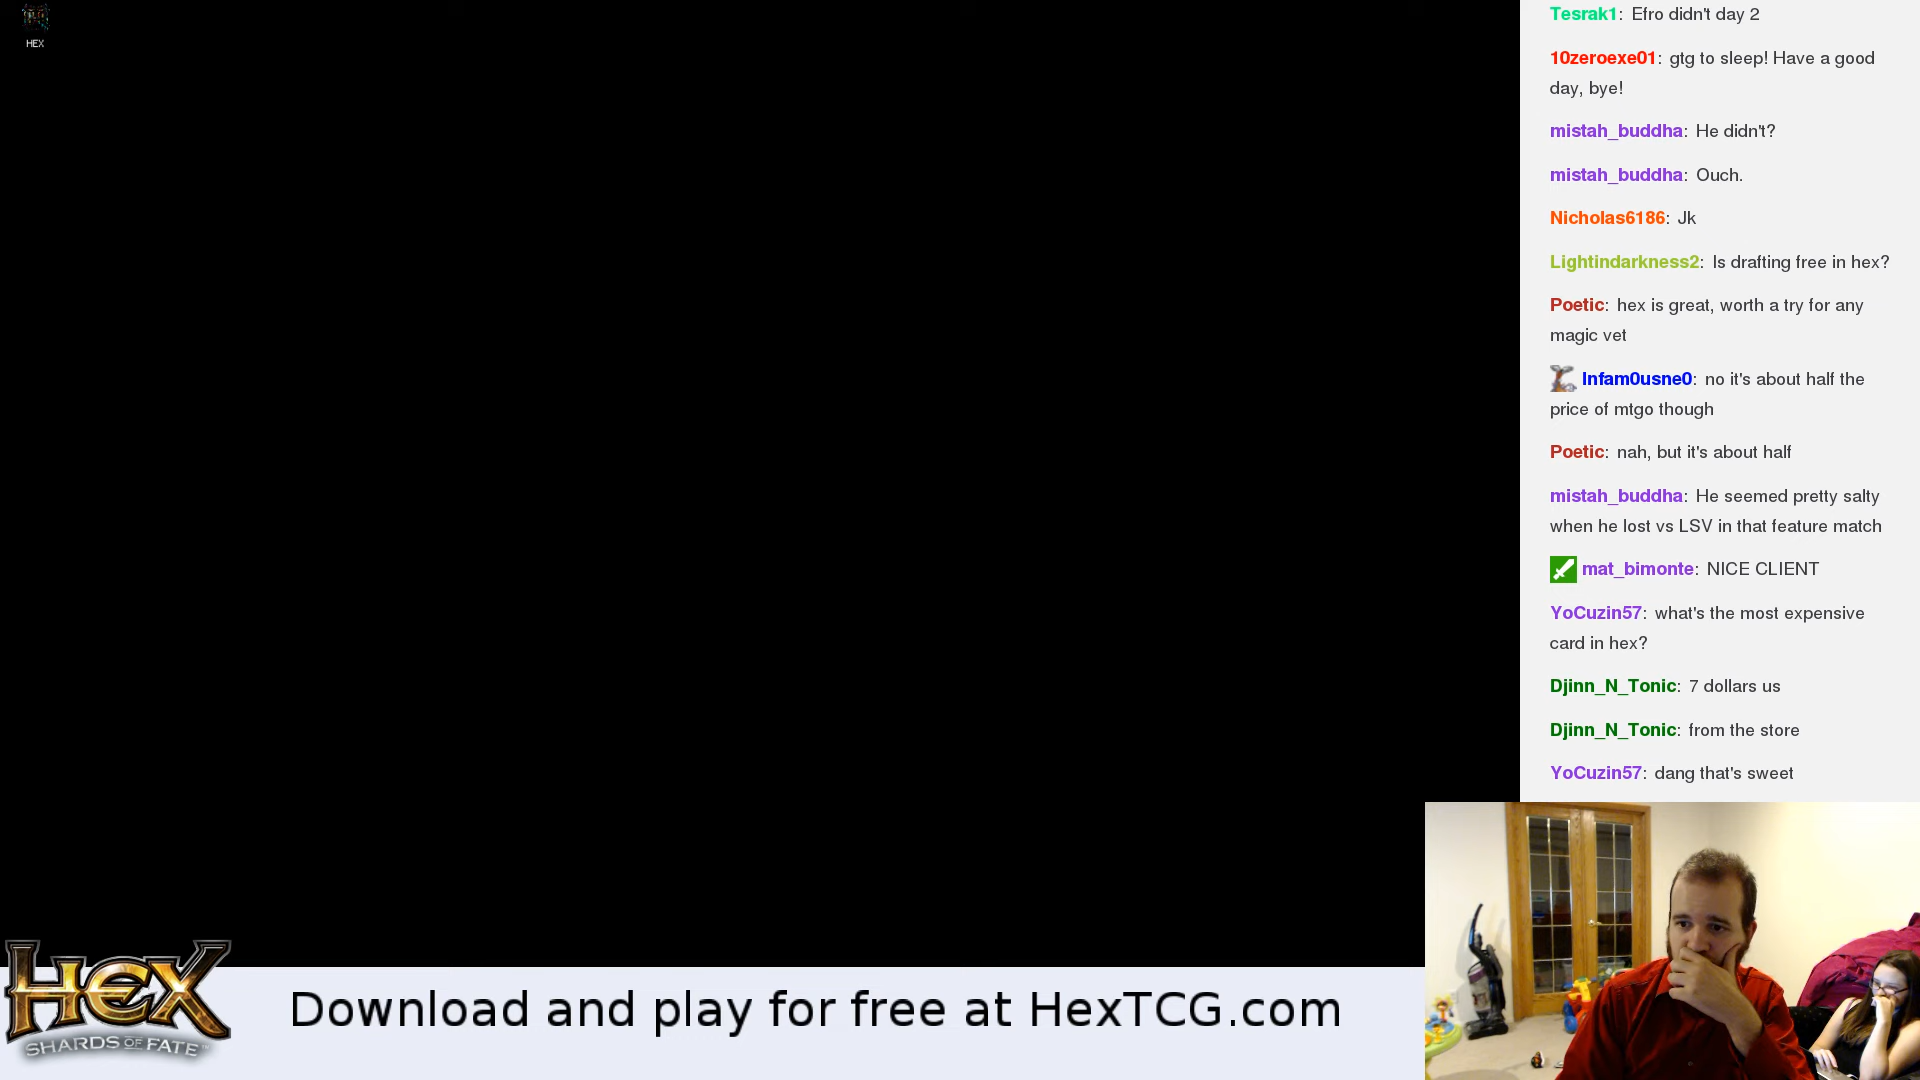 HEX
Tesrak1: Efro didn't day 2
10zeroexe01: gtg to sleep! Have a good
day, bye!
mistah_buddha: He didn't?
mistah_buddha: Ouch.
Nicholas6186: Jk
Lightindarkness2: Is drafting free in hex?
Poetic: hex is great, worth a try for any
magic vet
Infam0usne0: no it's about half the
price of mtgo though
Poetic: nah, but it's about half
mistah_buddha: He seemed pretty salty
when he lost vs LSV in that feature match
mat_bimonte: NICE CLIENT
YoCuzin57: what's the most expensive
card in hex?
Djinn_N_Tonic: 7 dollars us
Djinn_N_Tonic: from the store
YoCuzin57: dang that's sweet
HEX
SHARDS OF FATE™
Download and play for free at HexTCG.com